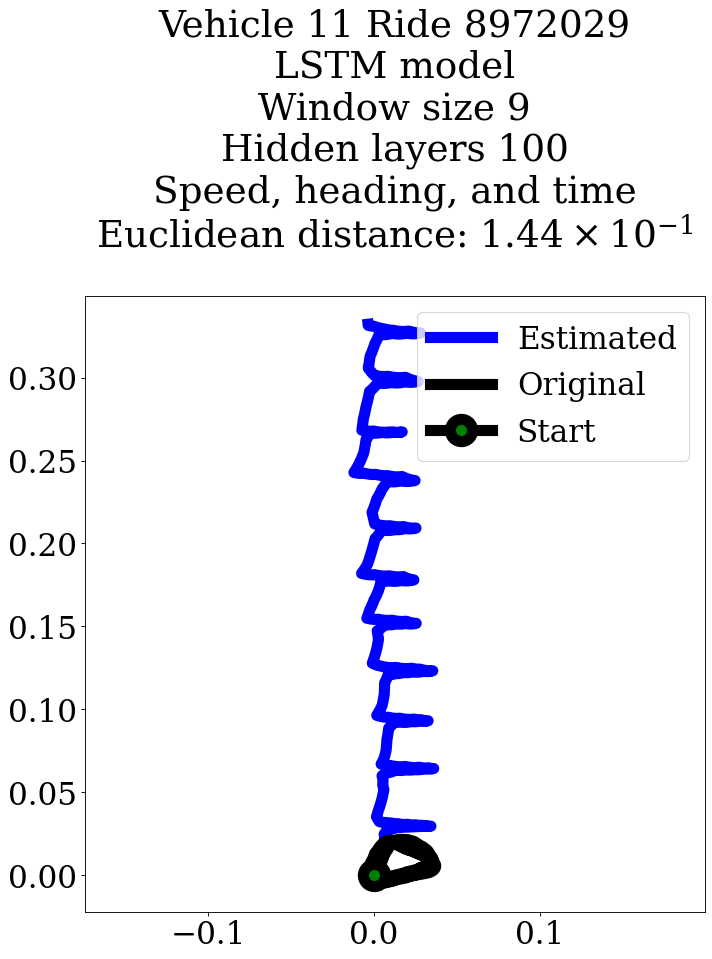 Vehicle 11 Ride 8972029
LSTM model
Window size 9
Hidden layers 100
Speed, heading, and time
Euclidean distance: 1.44 × 10⁻¹
Estimated
Original
Start
0.30
0.25
0.20
0.15
0.10
0.05
0.00
−0.1
0.0
0.1